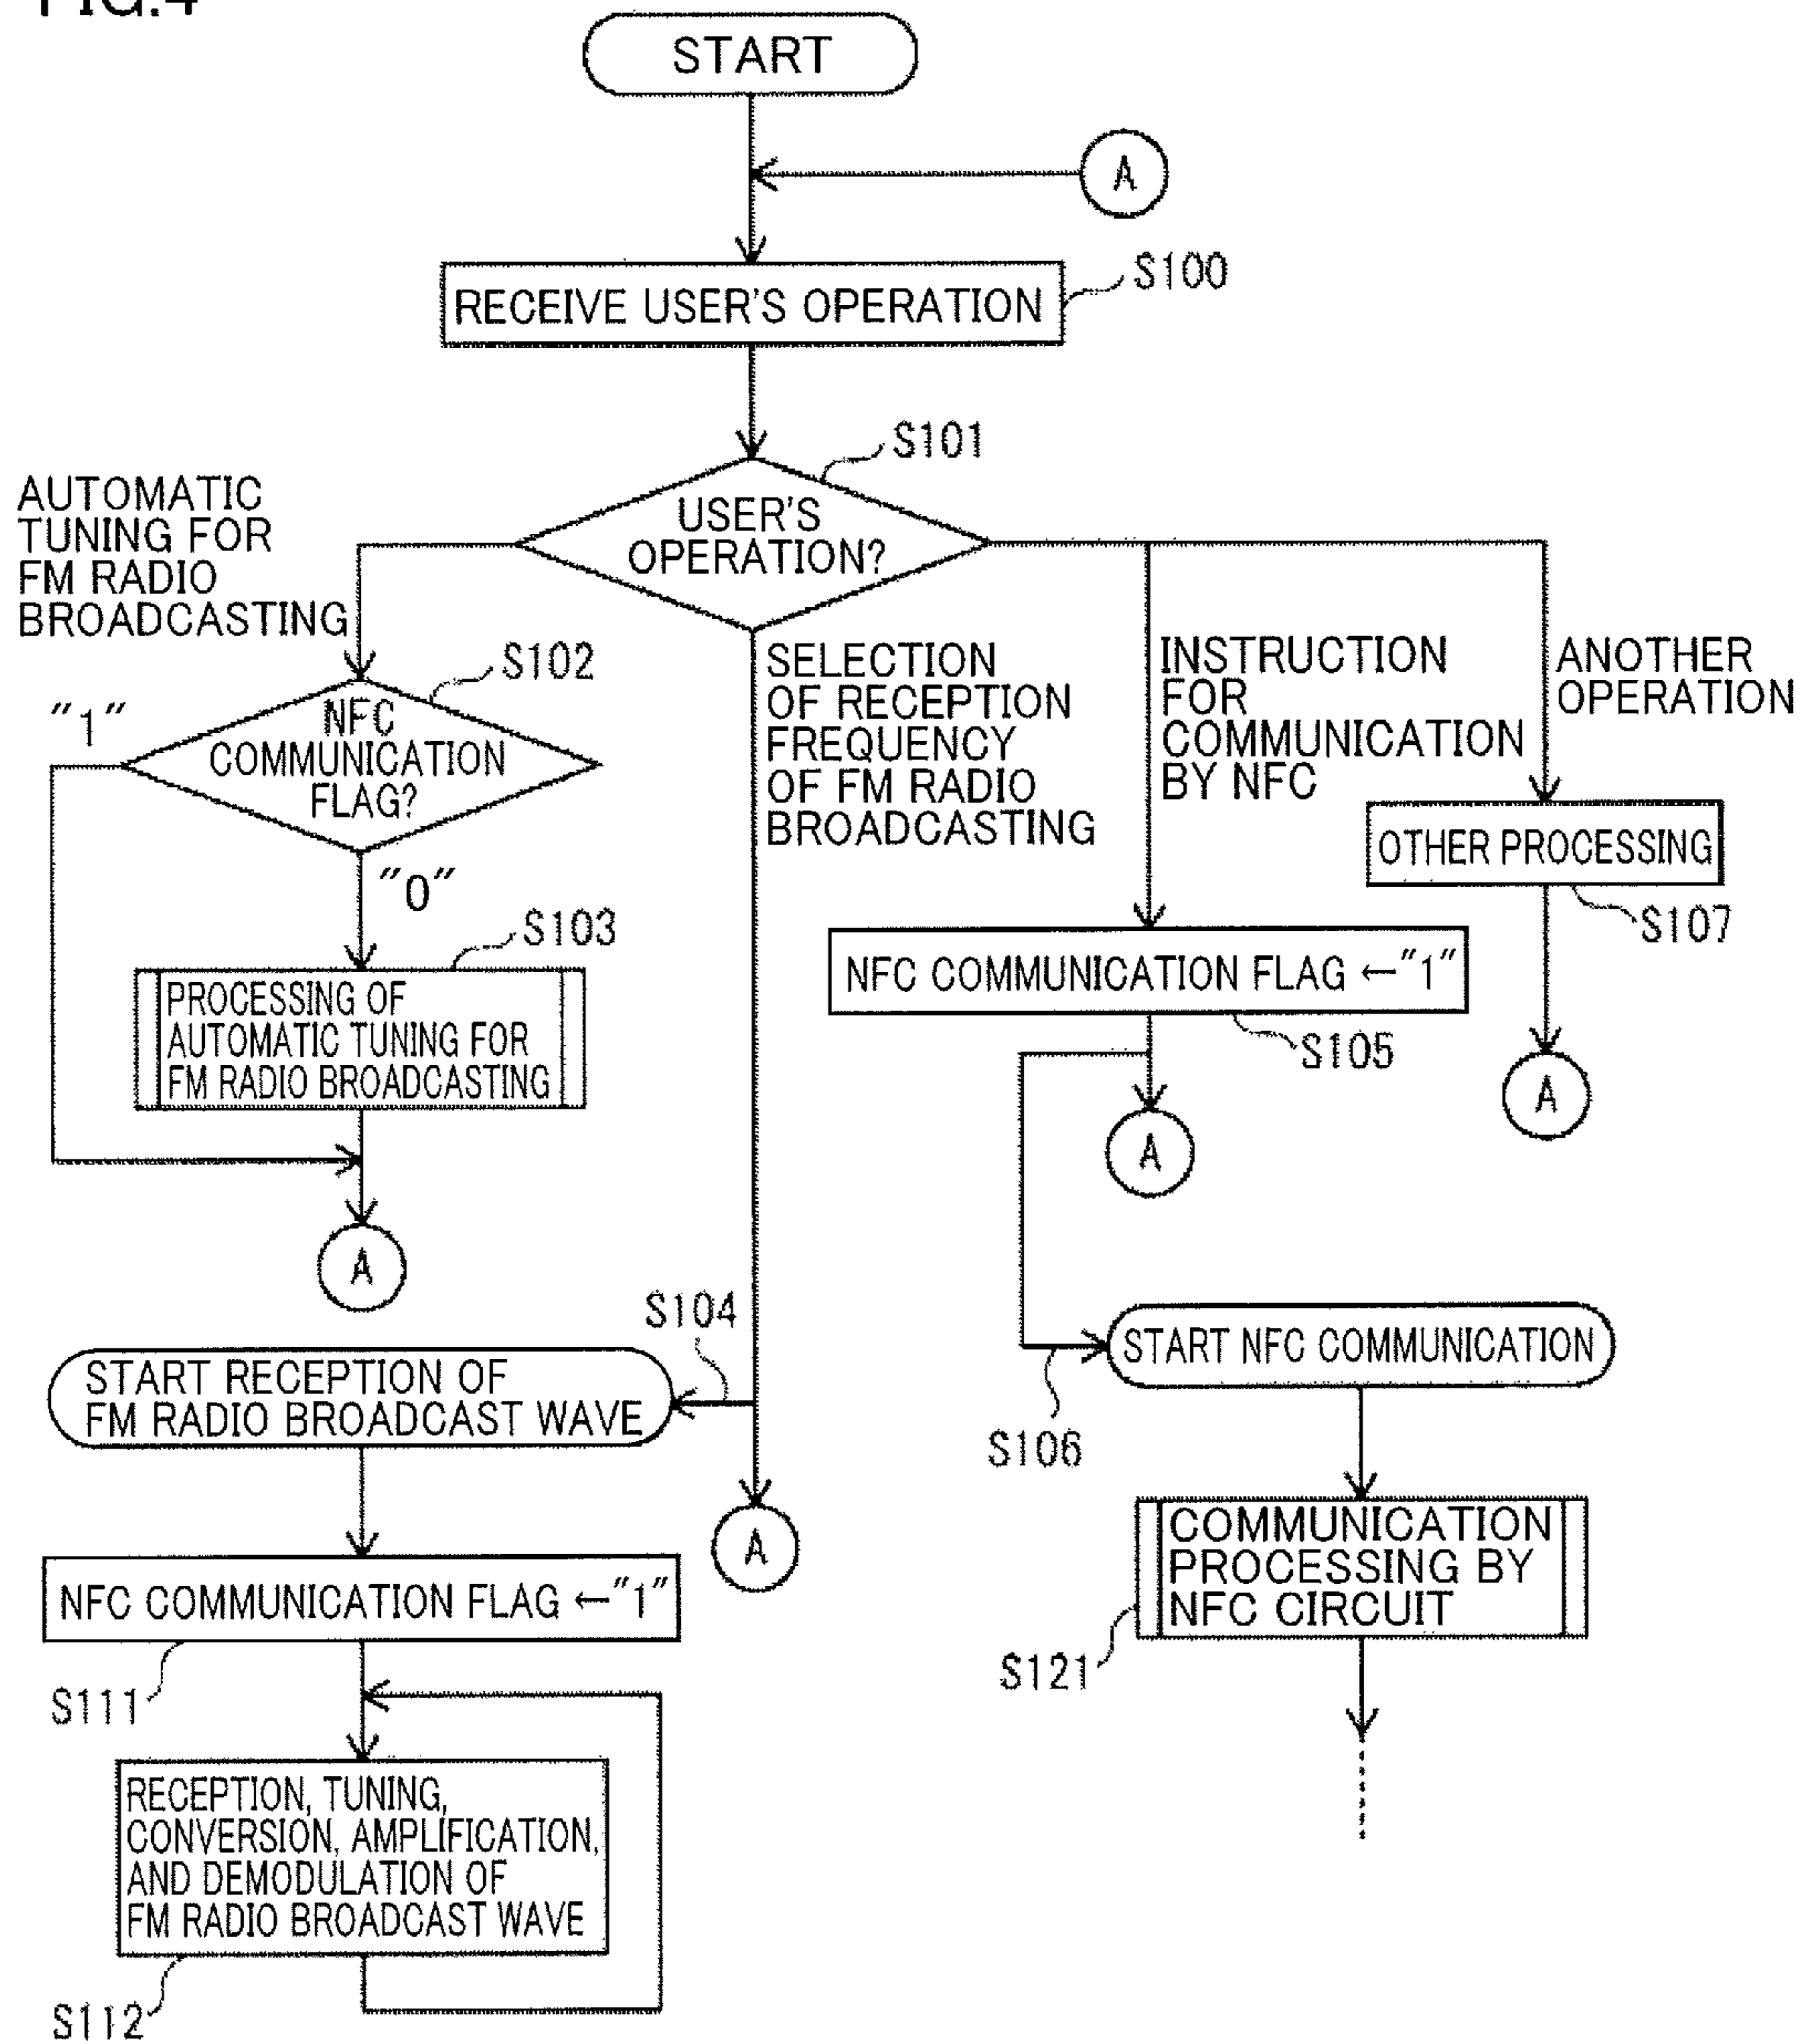 FIG.4
START
A
S100
RECEIVE USER'S OPERATION
S101
USER'S
OPERATION?
AUTOMATIC
TUNING FOR
FM RADIO
BROADCASTING
SELECTION
OF RECEPTION
FREQUENCY
OF FM RADIO
BROADCASTING
INSTRUCTION
FOR
COMMUNICATION
BY NFC
ANOTHER
OPERATION
S102
"1"
NFC
COMMUNICATION
FLAG?
"0"
OTHER PROCESSING
S107
S103
PROCESSING OF
AUTOMATIC TUNING FOR
FM RADIO BROADCASTING
NFC COMMUNICATION FLAG ←"1"
S105
A
A
A
S104
START RECEPTION OF
FM RADIO BROADCAST WAVE
START NFC COMMUNICATION
S106
A
NFC COMMUNICATION FLAG ←"1"
S111
COMMUNICATION
PROCESSING BY
NFC CIRCUIT
S121
RECEPTION, TUNING,
CONVERSION, AMPLIFICATION,
AND DEMODULATION OF
FM RADIO BROADCAST WAVE
S112